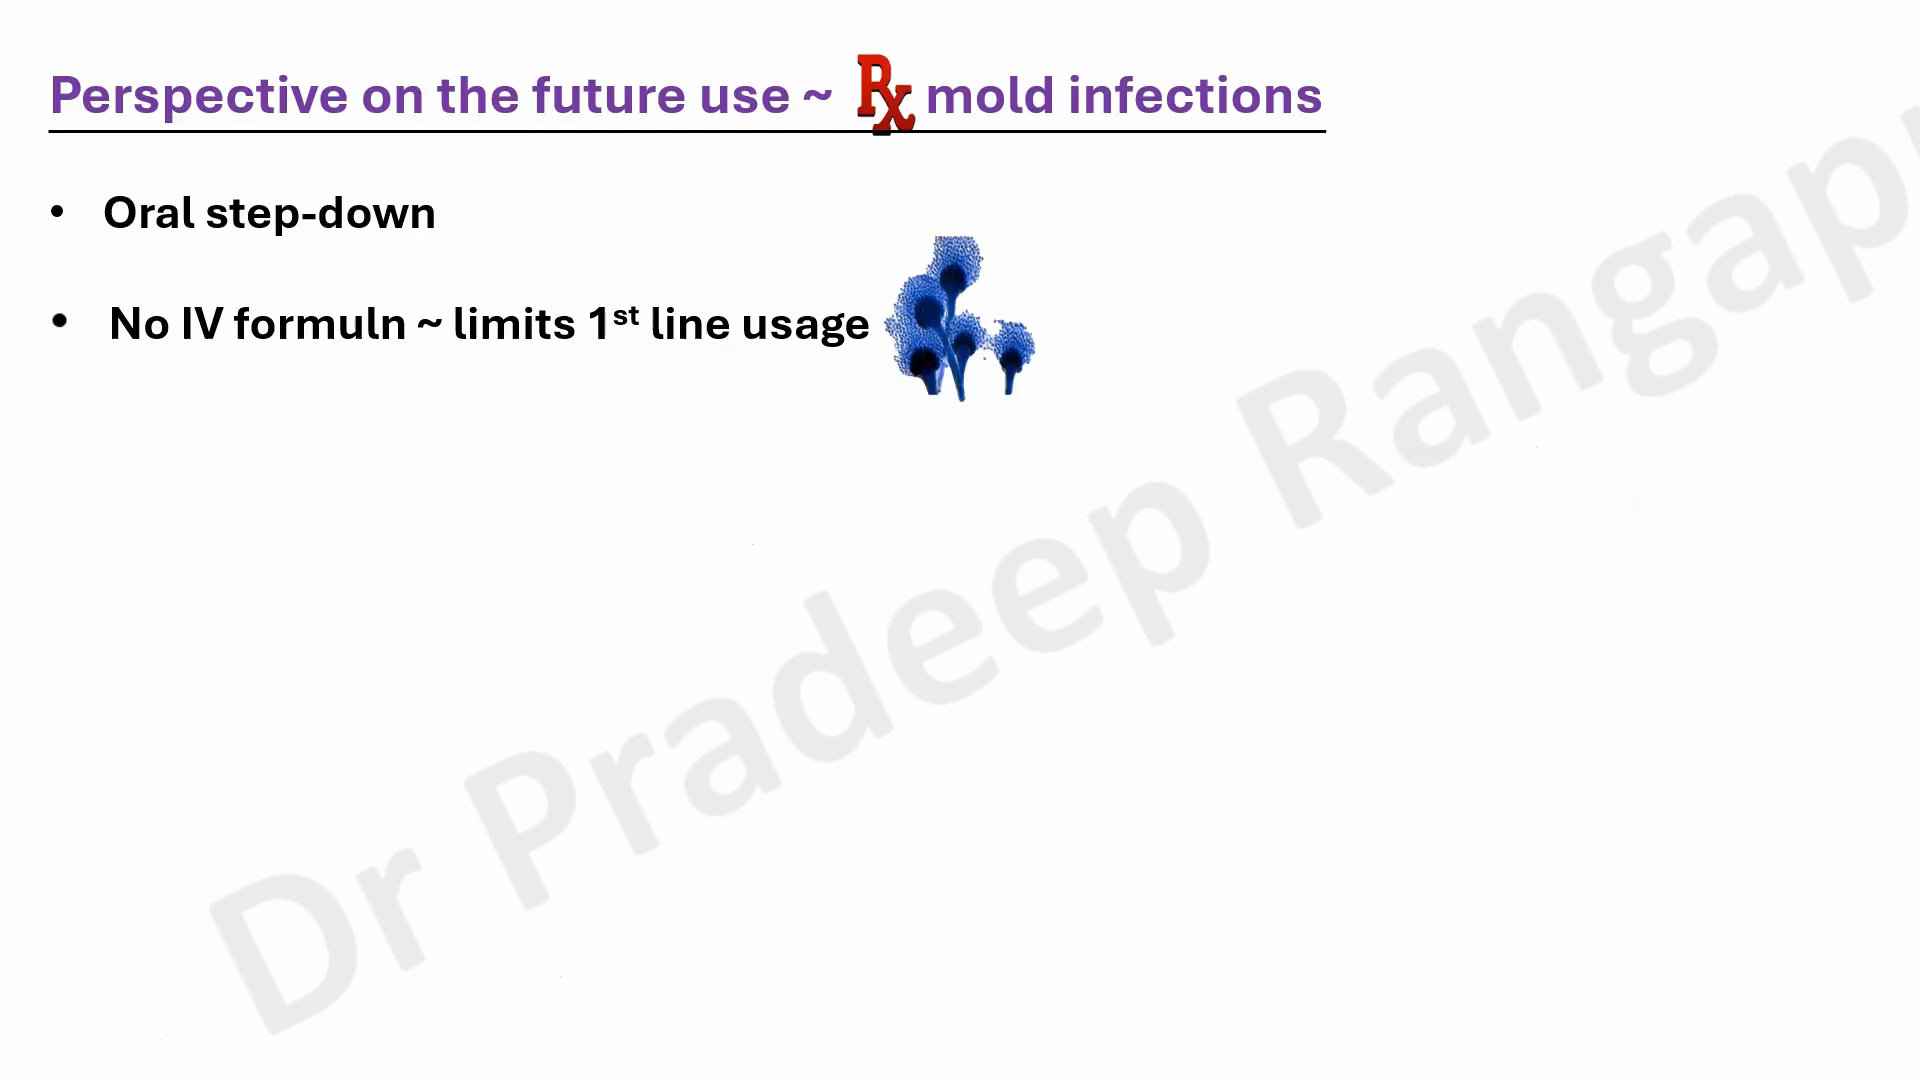 Perspective on the future use ~ Rx mold infections
• Oral step-down
• No IV formuln ~ limits 1st line usage
Dr Pradeep Rangap